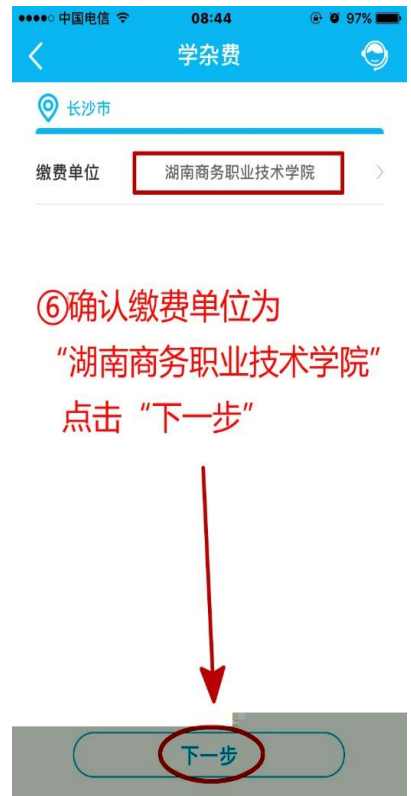 中国电信 08:44 97%
学杂费
长沙市
缴费单位 湖南商务职业技术学院
⑥确认缴费单位为
“湖南商务职业技术学院”
点击“下一步”
下一步